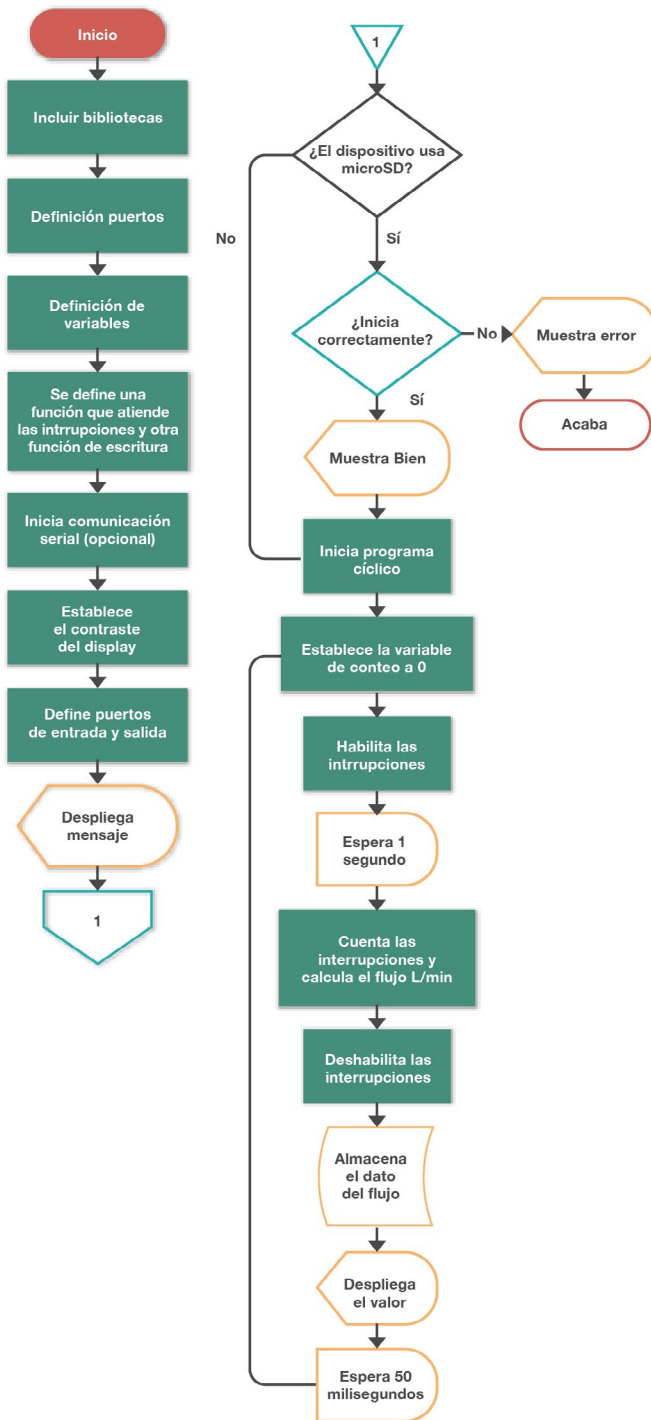 Inicio
Incluir bibliotecas
Definición puertos
Definición de
variables
Se define una
función que atiende
las intrrupciones y otra
función de escritura
Inicia comunicación
serial (opcional)
Establece
el contraste
del display
Define puertos
de entrada y salida
Despliega
mensaje
1
1
¿El dispositivo usa
microSD?
No
Sí
¿Inicia
correctamente?
No
Muestra error
Acaba
Sí
Muestra Bien
Inicia programa
cíclico
Establece la variable
de conteo a 0
Habilita las
intrrupciones
Espera 1
segundo
Cuenta las
interrupciones y
calcula el flujo L/min
Deshabilita las
interrupciones
Almacena
el dato
del flujo
Despliega
el valor
Espera 50
milisegundos